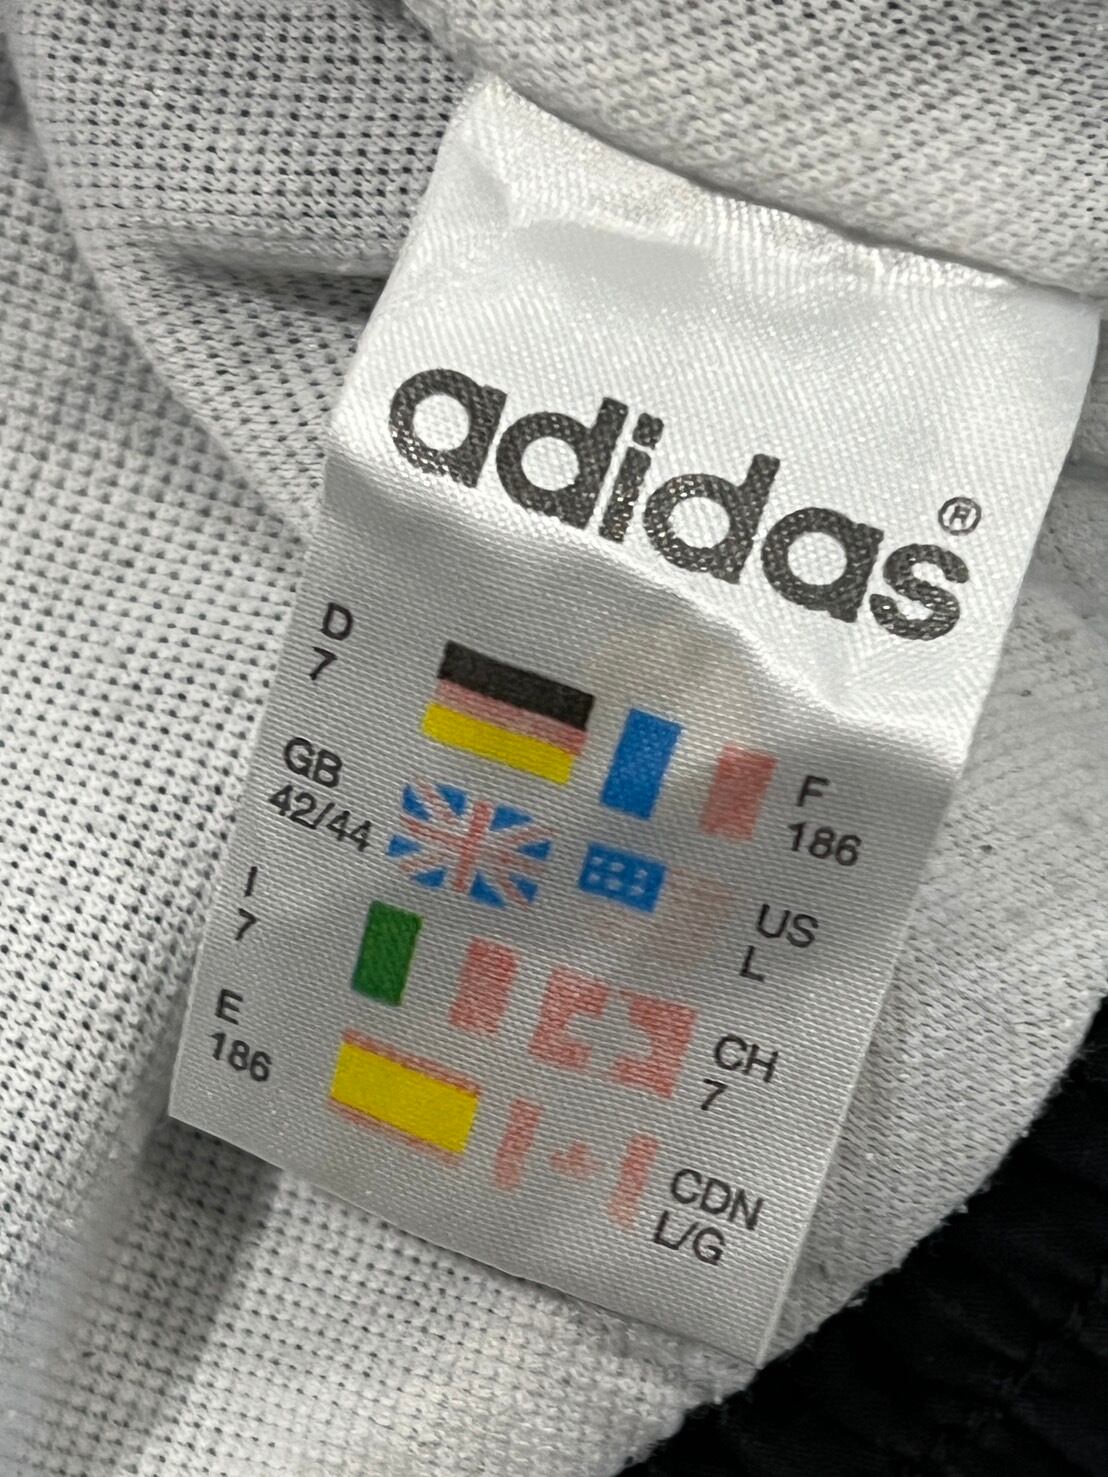 adidas®
D
7
F
186
GB
42/44
US
L
I
7
CH
7
E
186
CDN
L/G